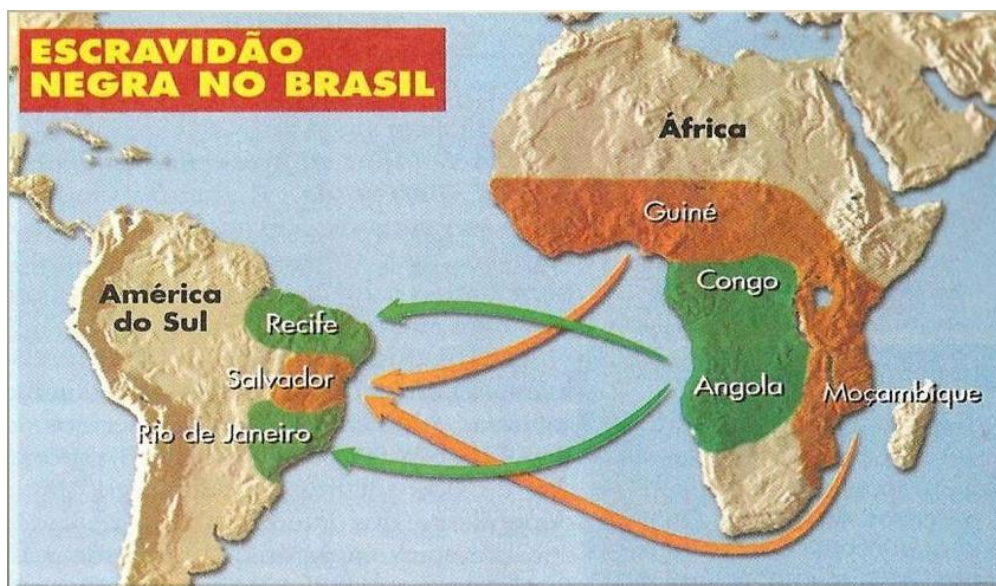 ESCRAVIDÃO
NEGRA NO BRASIL
África
Guiné
Congo
América
do Sul
Recife
Salvador
Angola
Moçambique
Rio de Janeiro